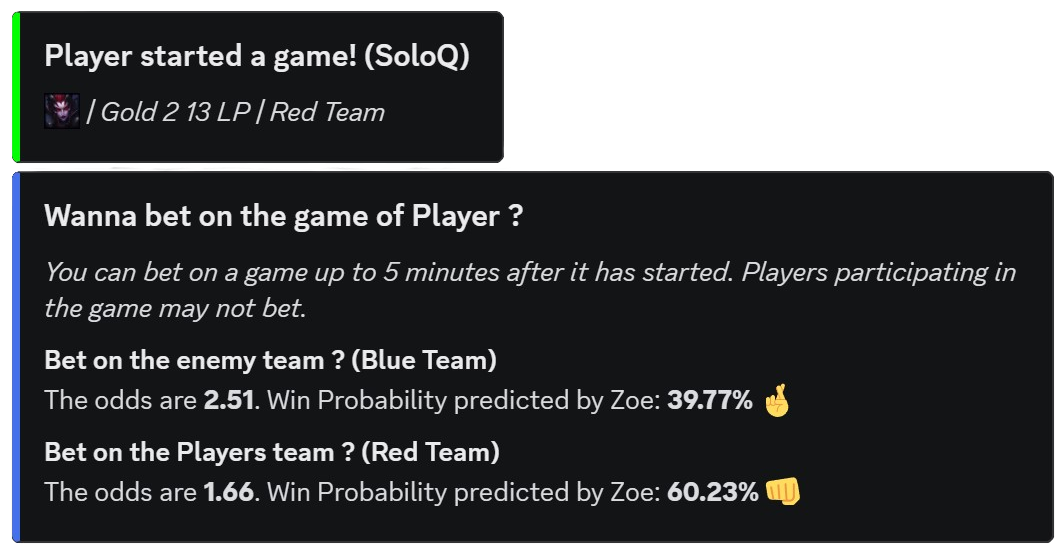 Player started a game! (SoloQ)
| Gold 2 13 LP | Red Team
Wanna bet on the game of Player ?
You can bet on a game up to 5 minutes after it has started. Players participating in
the game may not bet.
Bet on the enemy team ? (Blue Team)
The odds are 2.51. Win Probability predicted by Zoe: 39.77% 🤞
Bet on the Players team ? (Red Team)
The odds are 1.66. Win Probability predicted by Zoe: 60.23% 👊